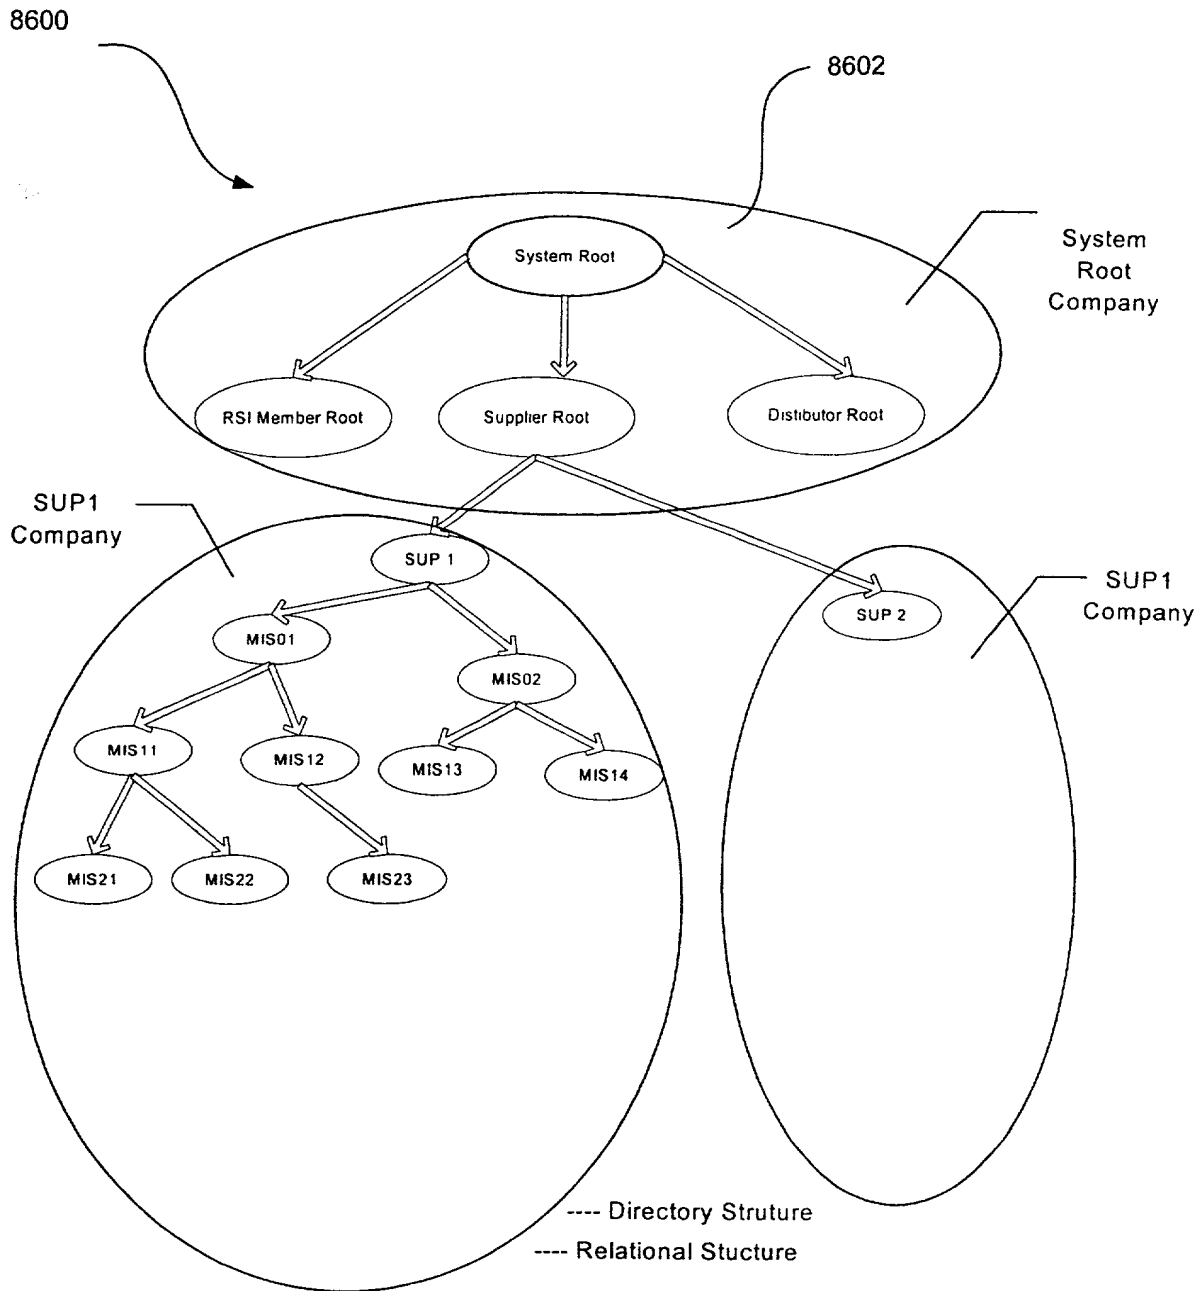 8600
8602
System Root
System
Root
Company
RSI Member Root
Supplier Root
Distibutor Root
SUP1
Company
SUP 1
SUP1
Company
SUP 2
MIS01
MIS02
MIS11
MIS12
MIS13
MIS14
MIS21
MIS22
MIS23
---- Directory Struture
---- Relational Stucture